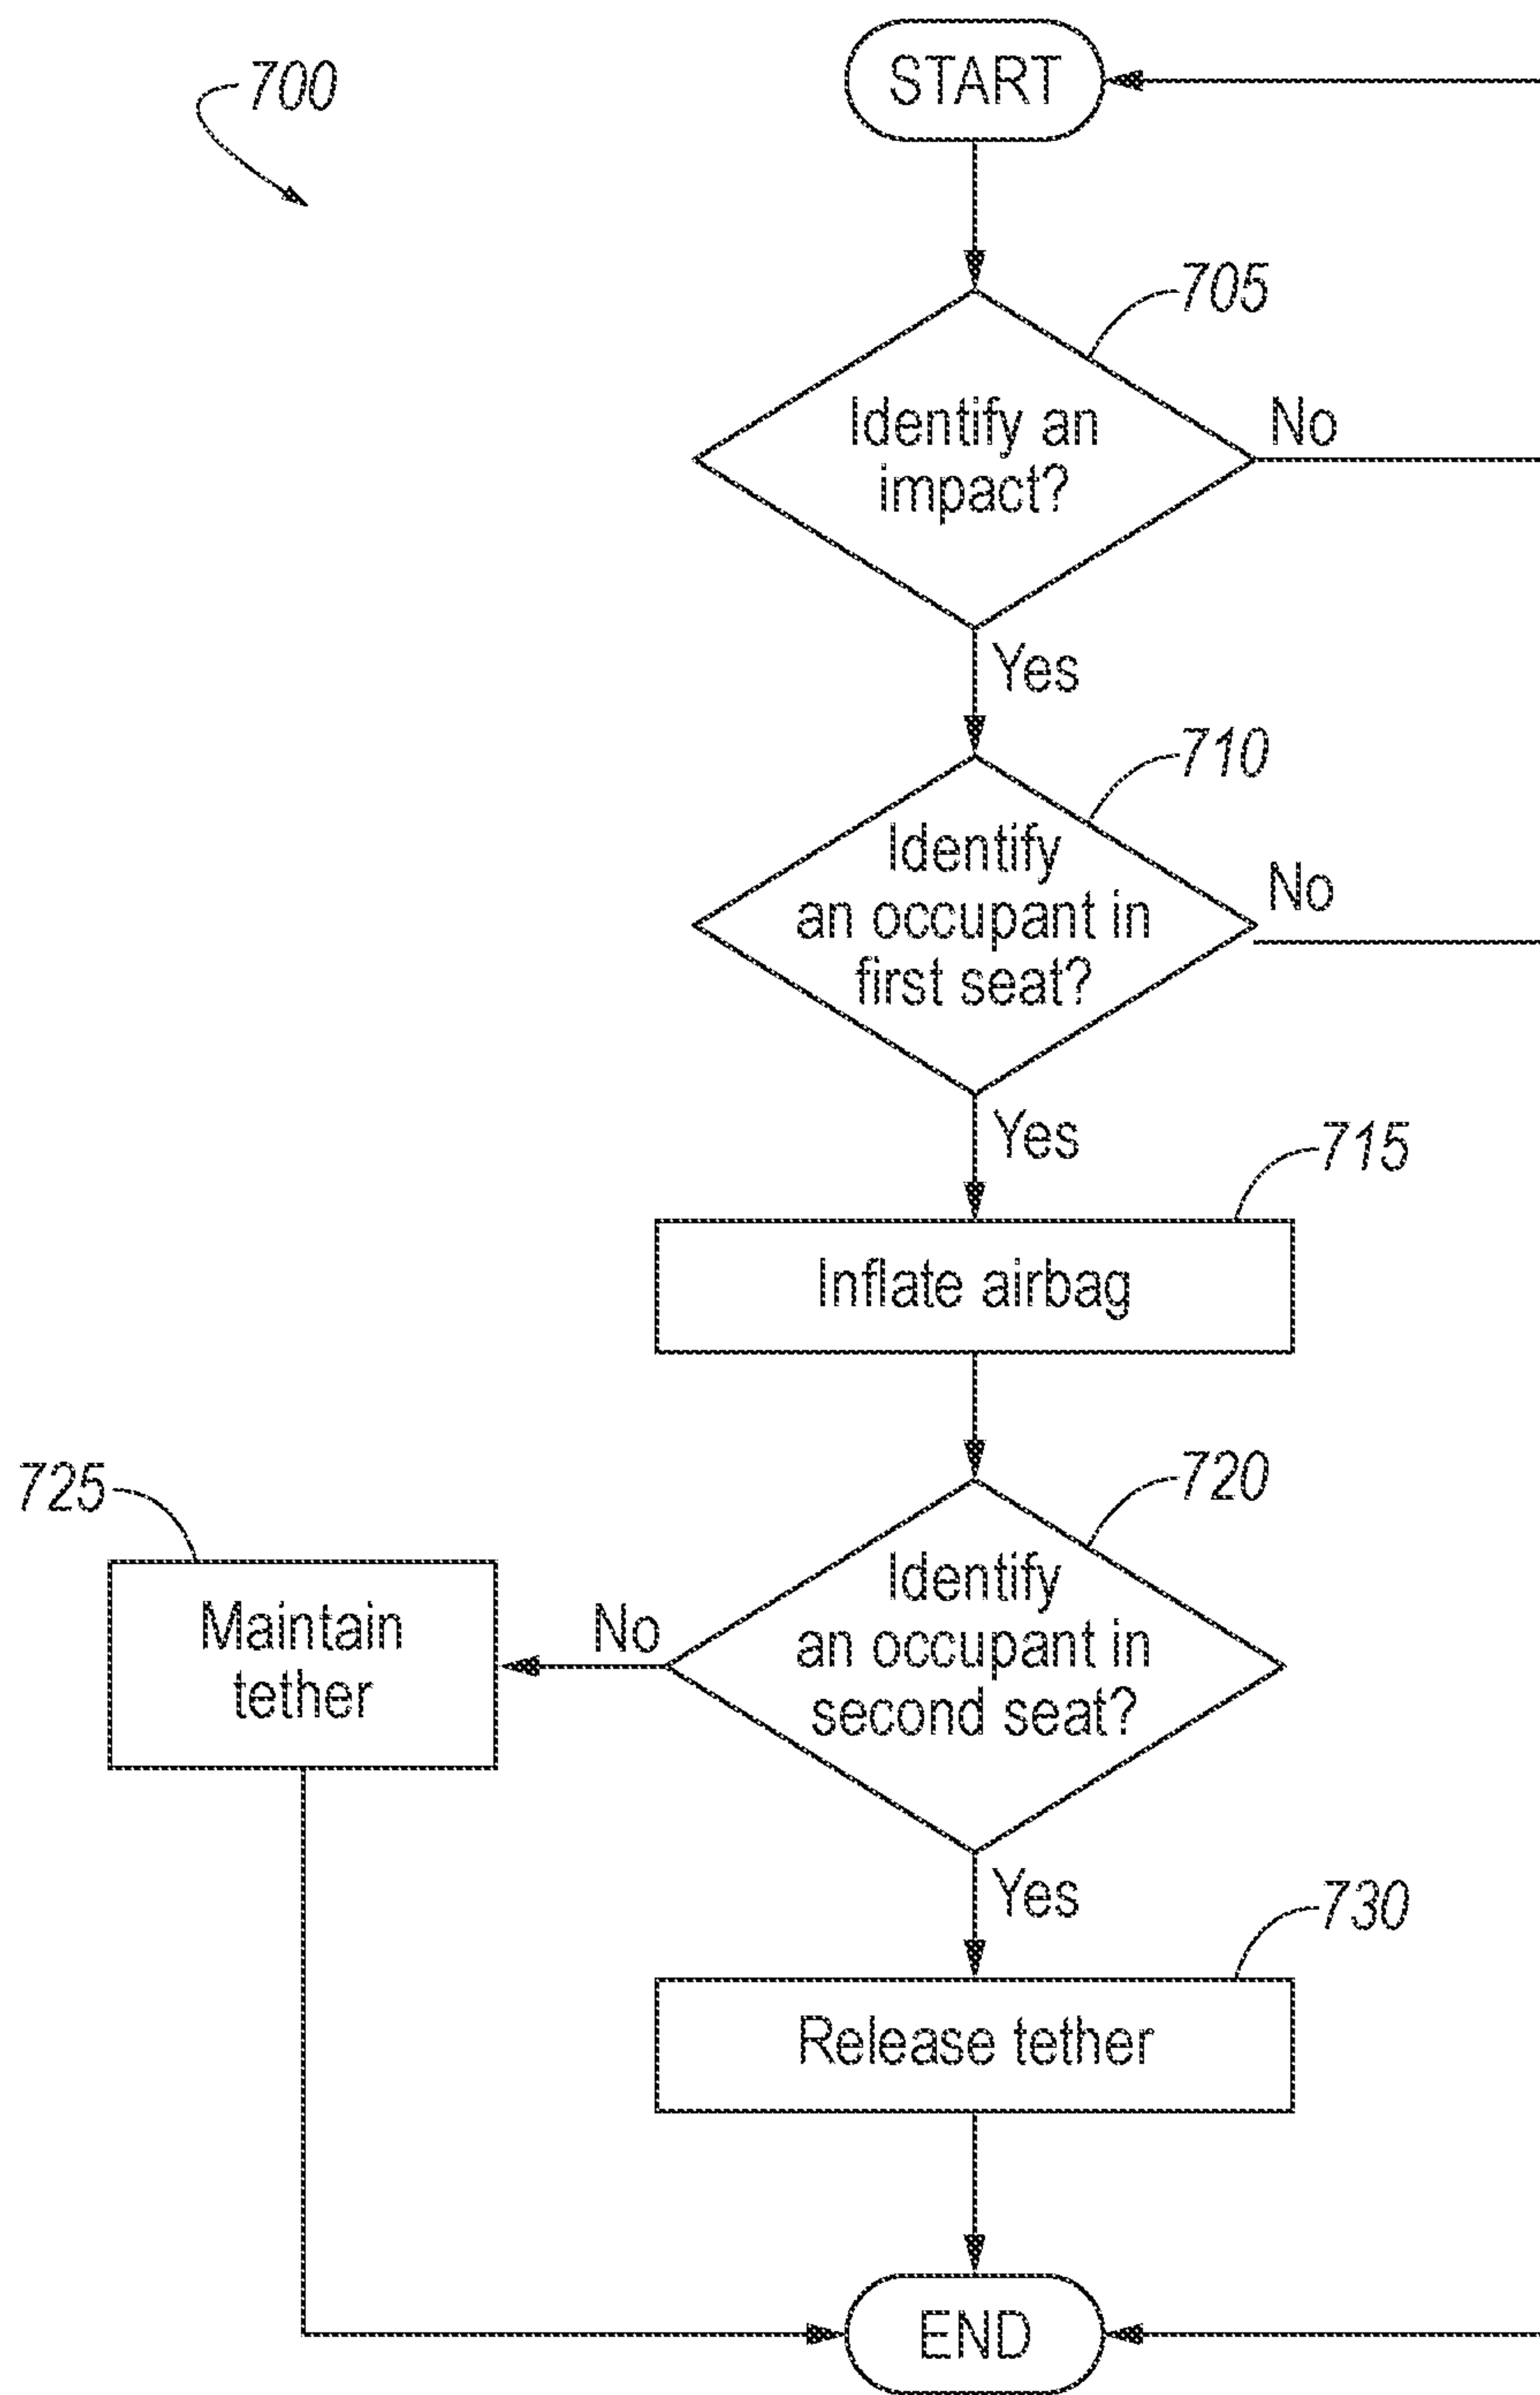 700
START
705
Identify an
impact?
No
Yes
710
Identify
an occupant in
first seat?
No
Yes
715
Inflate airbag
720
Identify
an occupant in
second seat?
725
Maintain
tether
No
Yes
730
Release tether
END